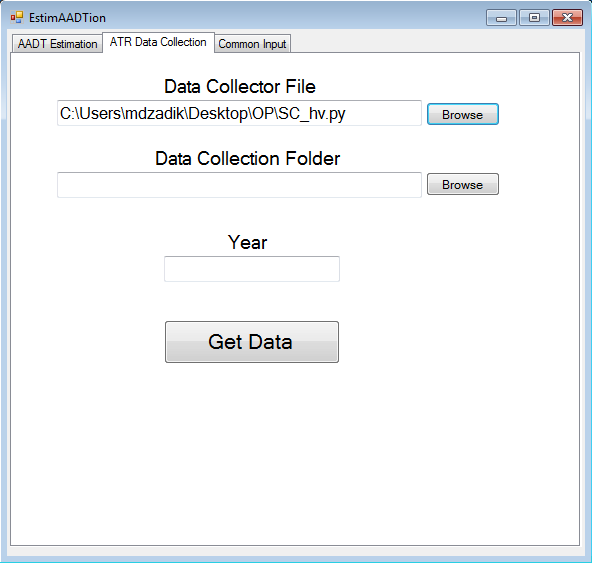 EstimAADTion
AADT Estimation ATR Data Collection Common Input
Data Collector File
C:\Users\mdzadik\Desktop\OP\SC_hv.py Browse
Data Collection Folder
Browse
Year
Get Data